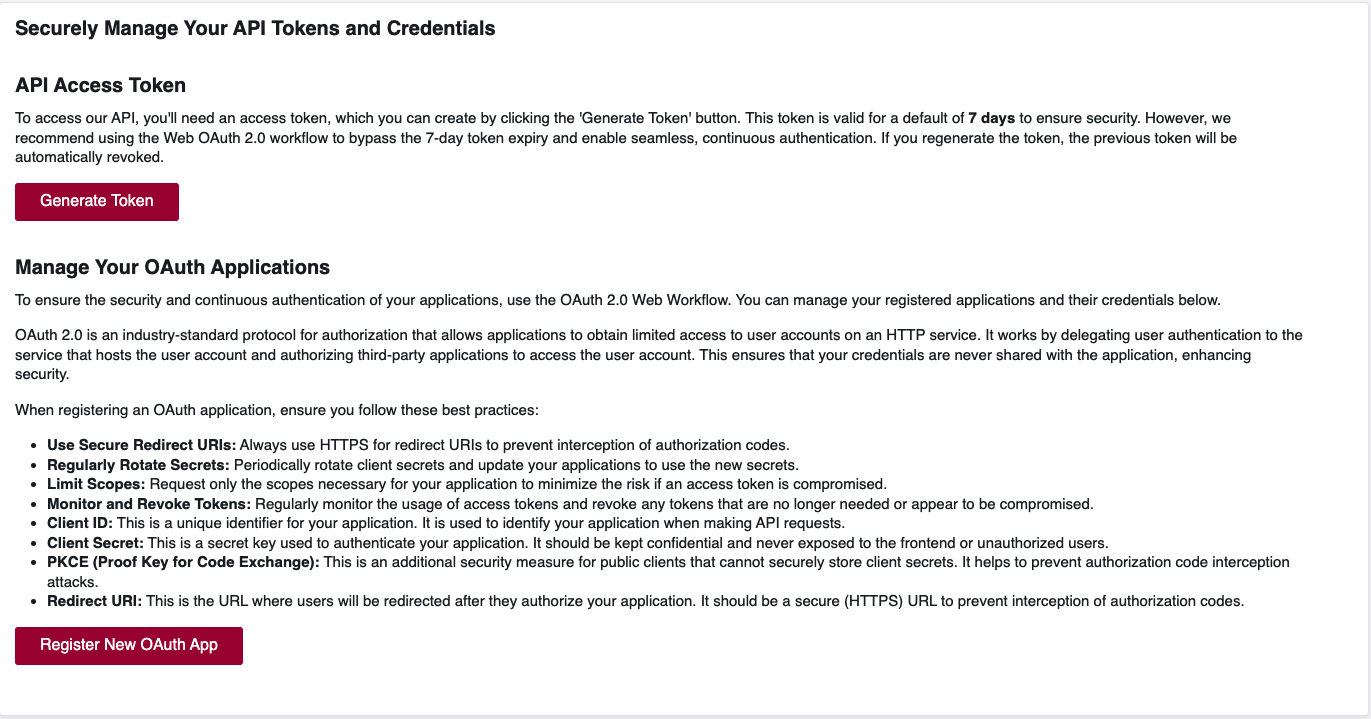 Securely Manage Your API Tokens and Credentials
API Access Token
To access our API, you'll need an access token, which you can create by clicking the 'Generate Token' button. This token is valid for a default of 7 days to ensure security. However, we
recommend using the Web OAuth 2.0 workflow to bypass the 7-day token expiry and enable seamless, continuous authentication. If you regenerate the token, the previous token will be
automatically revoked.
Generate Token
Manage Your OAuth Applications
To ensure the security and continuous authentication of your applications, use the OAuth 2.0 Web Workflow. You can manage your registered applications and their credentials below.
OAuth 2.0 is an industry-standard protocol for authorization that allows applications to obtain limited access to user accounts on an HTTP service. It works by delegating user authentication to the
service that hosts the user account and authorizing third-party applications to access the user account. This ensures that your credentials are never shared with the application, enhancing
security.
When registering an OAuth application, ensure you follow these best practices:
• Use Secure Redirect URIs: Always use HTTPS for redirect URIs to prevent interception of authorization codes.
• Regularly Rotate Secrets: Periodically rotate client secrets and update your applications to use the new secrets.
• Limit Scopes: Request only the scopes necessary for your application to minimize the risk if an access token is compromised.
• Monitor and Revoke Tokens: Regularly monitor the usage of access tokens and revoke any tokens that are no longer needed or appear to be compromised.
• Client ID: This is a unique identifier for your application. It is used to identify your application when making API requests.
• Client Secret: This is a secret key used to authenticate your application. It should be kept confidential and never exposed to the frontend or unauthorized users.
• PKCE (Proof Key for Code Exchange): This is an additional security measure for public clients that cannot securely store client secrets. It helps to prevent authorization code interception
attacks.
• Redirect URI: This is the URL where users will be redirected after they authorize your application. It should be a secure (HTTPS) URL to prevent interception of authorization codes.
Register New OAuth App